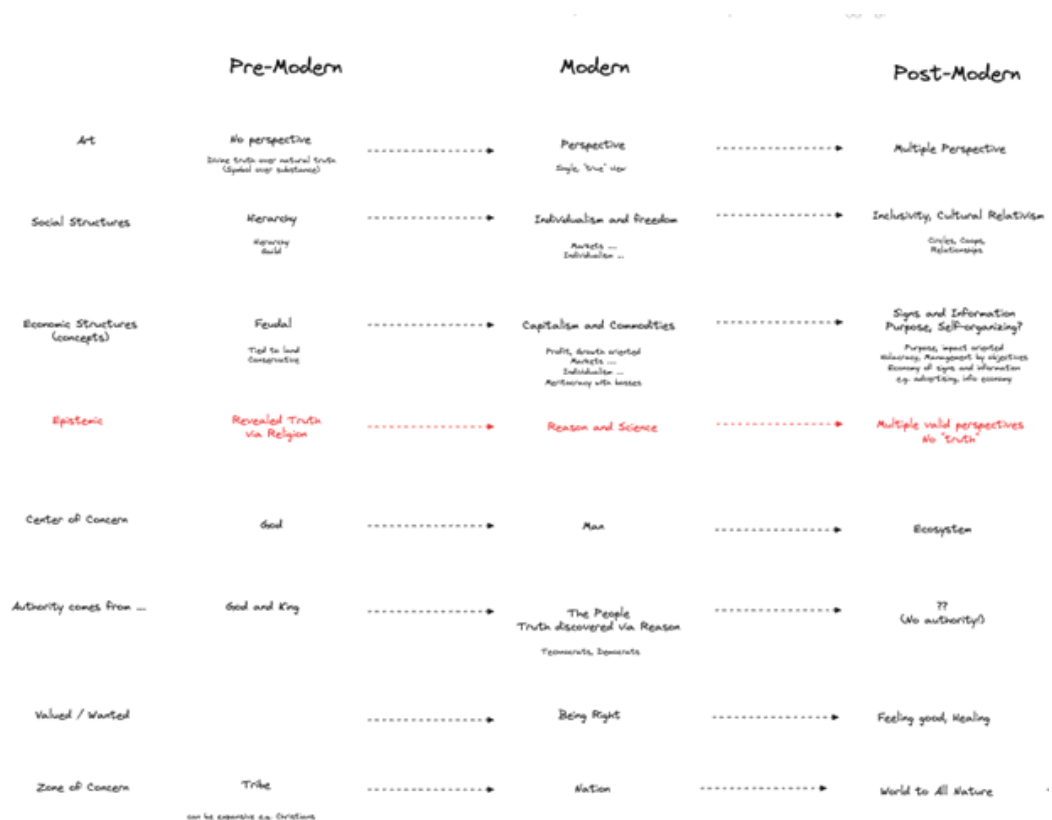 Pre-Modern
Modern
Post-Modern
Art
No perspective
Divine truth over natural truth
(Symbol over substance)
Perspective
Single, "true" view
Multiple Perspective
Social Structures
Hierarchy
Hierarchy
Guild
Individualism and freedom
Markets ....
Individualism ...
Inclusivity, Cultural Relativism
Circles, Coops,
Relationships
Economic Structures
(concepts)
Feudal
Tied to land
Conservative
Capitalism and Commodities
Profit, Growth oriented
Markets ....
Individualism ...
Meritocracy with bosses
Signs and Information
Purpose, Self-organizing?
Purpose, impact oriented
Holacracy, Management by objectives
Economy of signs and information
e.g. advertising, info economy
Epistemic
Revealed Truth
via Religion
Reason and Science
Multiple valid perspectives
No "truth"
Center of Concern
God
Man
Ecosystem
Authority comes from ...
God and King
The People
Truth discovered via Reason
Technocrats, Democrats
??
(No authority!)
Valued / Wanted
Being Right
Feeling good, Healing
Zone of Concern
Tribe
can be expansive e.g. Christians
Nation
World to All Nature